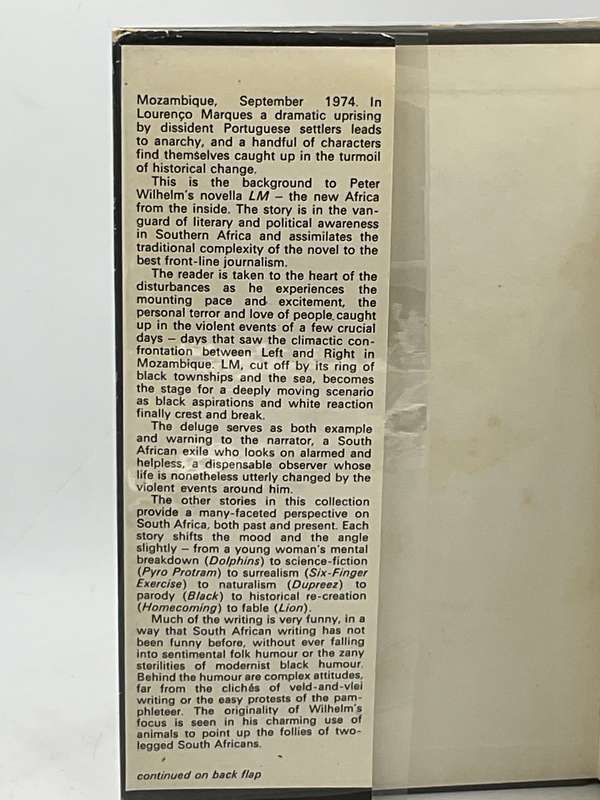 Mozambique, September 1974. In
Lourenço Marques a dramatic uprising
by dissident Portuguese settlers leads
to anarchy, and a handful of characters
find themselves caught up in the turmoil
of historical change.
This is the background to Peter
Wilhelm's novella LM – the new Africa
from the inside. The story is in the van-
guard of literary and political awareness
in Southern Africa and assimilates the
traditional complexity of the novel to the
best front-line journalism.
The reader is taken to the heart of the
disturbances as he experiences the
mounting pace and excitement, the
personal terror and love of people caught
up in the violent events of a few crucial
days – days that saw the climactic con-
frontation between Left and Right in
Mozambique. LM, cut off by its ring of
black townships and the sea, becomes
the stage for a deeply moving scenario
as black aspirations and white reaction
finally crest and break.
The deluge serves as both example
and warning to the narrator, a South
African exile who looks on alarmed and
helpless, a dispensable observer whose
life is nonetheless utterly changed by the
violent events around him.
The other stories in this collection
provide a many-faceted perspective on
South Africa, both past and present. Each
story shifts the mood and the angle
slightly – from a young woman's mental
breakdown (Dolphins) to science-fiction
(Pyro Protram) to surrealism (Six-Finger
Exercise) to naturalism (Dupreez) to
parody (Black) to historical re-creation
(Homecoming) to fable (Lion).
Much of the writing is very funny, in a
way that South African writing has not
been funny before, without ever falling
into sentimental folk humour or the zany
sterilities of modernist black humour.
Behind the humour are complex attitudes,
far from the clichés of veld-and-vlei
writing or the easy protests of the pam-
phleteer. The originality of Wilhelm's
focus is seen in his charming use of
animals to point up the follies of two-
legged South Africans.
continued on back flap